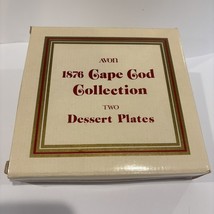 AVON
1876 Cape Cod
Collection
TWO
Dessert Plates